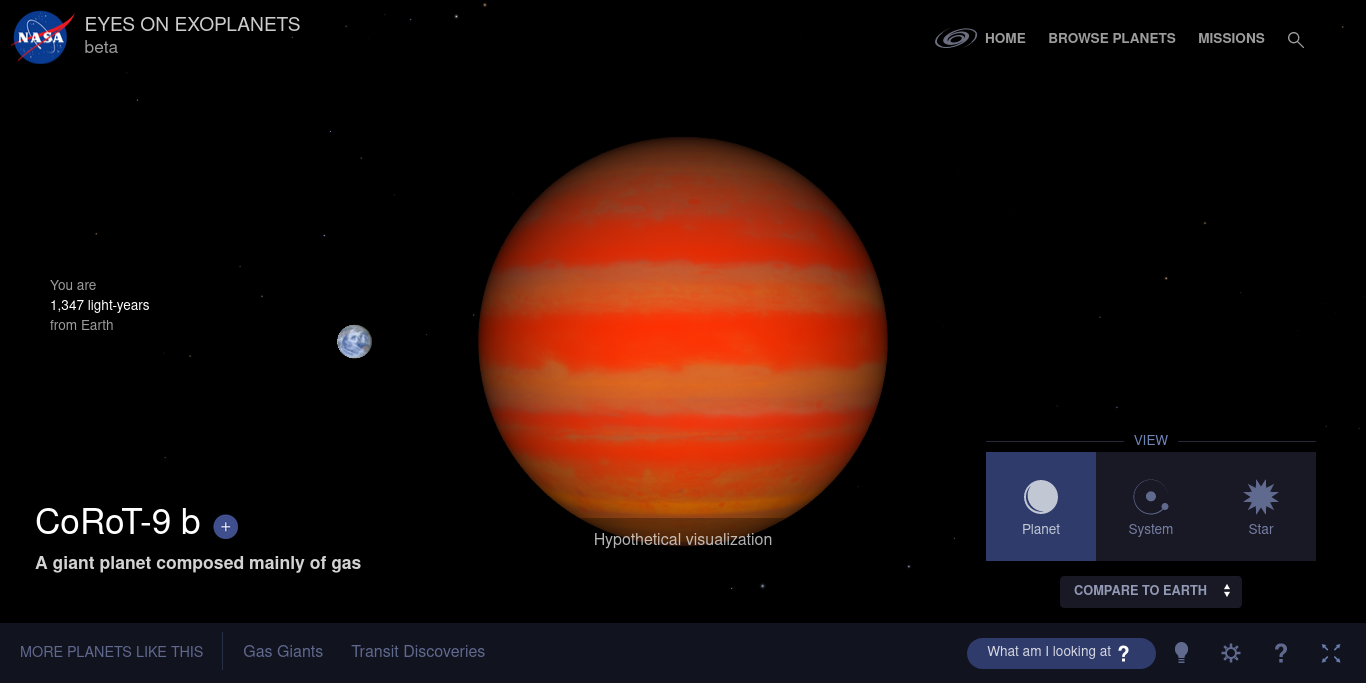 NASA
EYES ON EXOPLANETS
beta
HOME
BROWSE PLANETS
MISSIONS
You are
1,347 light-years
from Earth
CoRoT-9 b +
A giant planet composed mainly of gas
Hypothetical visualization
VIEW
Planet
System
Star
COMPARE TO EARTH
MORE PLANETS LIKE THIS
Gas Giants
Transit Discoveries
What am I looking at ?
?